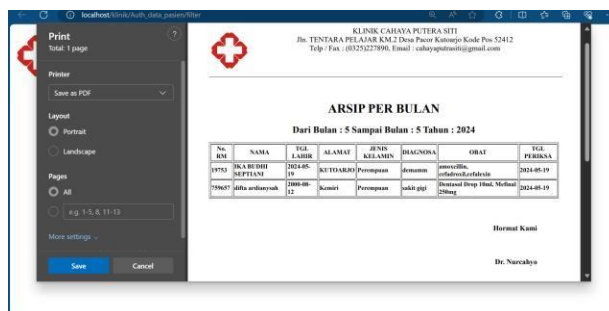 localhost/klinik/Auth_data_pasien/filter
Print
Total: 1 page
?
Printer
Save as PDF
Layout
Portrait
Landscape
Pages
All
e.g. 1-5, 8, 11-13
More settings
Save
Cancel
KLINIK CAHAYA PUTERA SITI
Jln. TENTARA PELAJAR KM.2 Desa Pacor Kutoarjo Kode Pos 52412
Telp / Fax : (0325)227890, Email : cahayaputrasiti@gmail.com
ARSIP PER BULAN
Dari Bulan : 5 Sampai Bulan : 5 Tahun : 2024
No. RM NAMA TGL LAHIR ALAMAT JENIS KELAMIN DIAGNOSA OBAT TGL PERIKSA
19753 IKA BUDHI SEPTIANI 2024-05-19 KUTOARJO Perempuan demamm amoxcillin, cefadroxil,cefalexin 2024-05-19
759657 difta ardianysah 2000-08-12 Kemiri Perempuan sakit gigi Dentasol Drop 10ml, Mefinal 250mg 2024-05-19
Hormat Kami
Dr. Nurcahyo